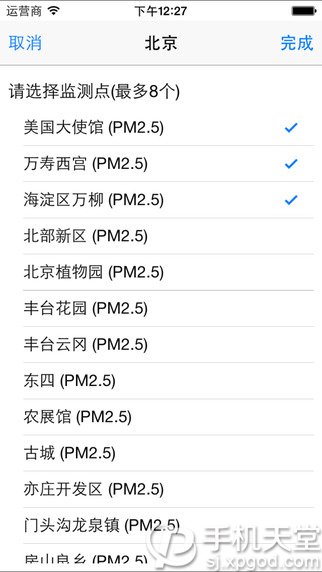 运营商 下午12:27
取消 北京 完成
请选择监测点(最多8个)
美国大使馆 (PM2.5)
万寿西宫 (PM2.5)
海淀区万柳 (PM2.5)
北部新区 (PM2.5)
北京植物园 (PM2.5)
丰台花园 (PM2.5)
丰台云冈 (PM2.5)
东四 (PM2.5)
农展馆 (PM2.5)
古城 (PM2.5)
亦庄开发区 (PM2.5)
门头沟龙泉镇 (PM2.5)
房山良乡 (PM2.5)
手机天堂
sj.xpgod.com